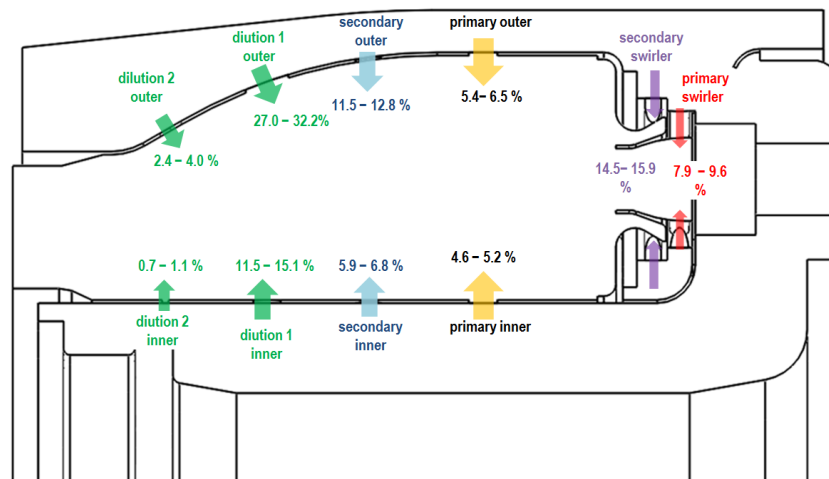 secondary
outer
primary outer
secondary
swirler
diution 1
outer
dilution 2
outer
primary
swirler
11.5 – 12.8 %
5.4– 6.5 %
27.0 – 32.2%
2.4 – 4.0 %
14.5– 15.9
%
7.9 – 9.6
%
0.7 – 1.1 %
11.5 – 15.1 %
5.9 – 6.8 %
4.6 – 5.2 %
diution 2
inner
diution 1
inner
secondary
inner
primary inner